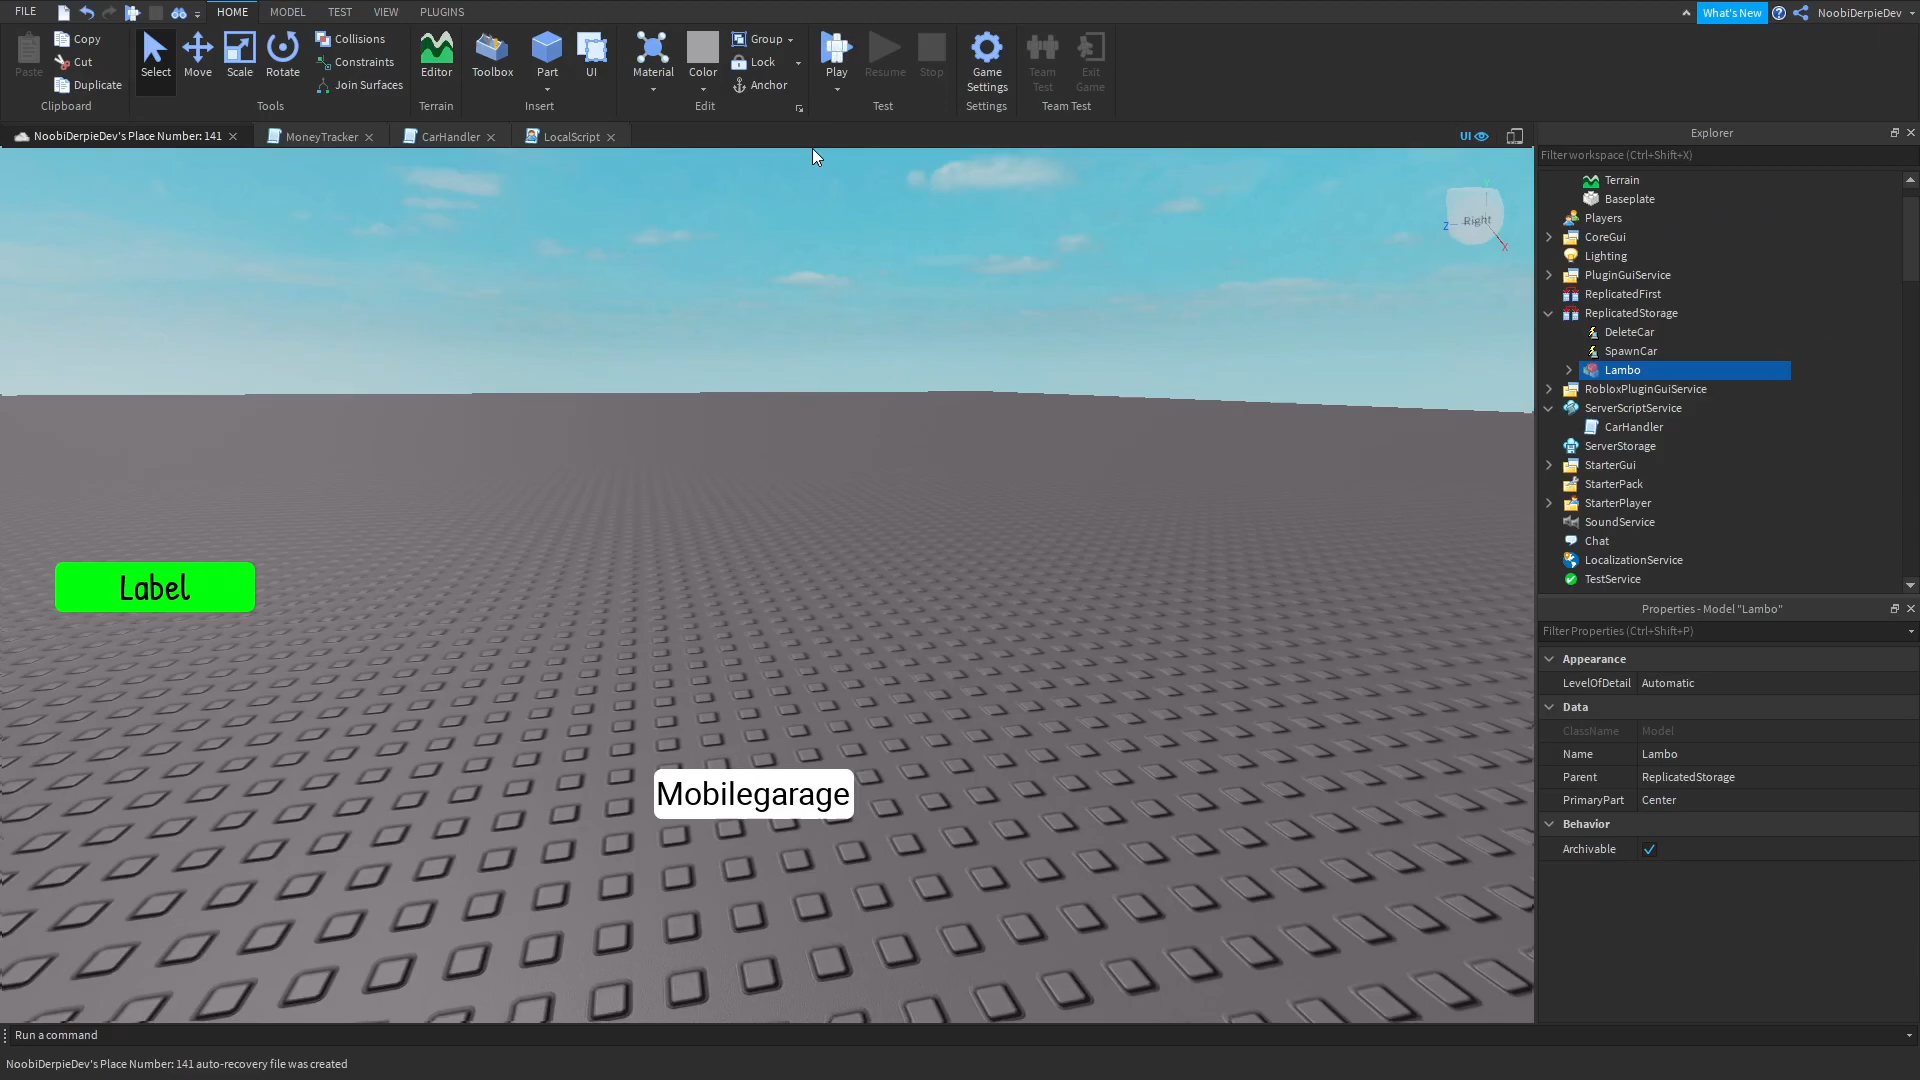 FILE
HOME
MODEL
TEST
VIEW
PLUGINS
What's New
NoobiDerpieDev
Paste
Copy
Cut
Duplicate
Clipboard
Select
Move
Scale
Rotate
Collisions
Constraints
Join Surfaces
Tools
Editor
Terrain
Toolbox
Part
UI
Insert
Material
Color
Group
Lock
Anchor
Edit
Play
Resume
Stop
Test
Game
Settings
Settings
Team
Test
Exit
Game
Team Test
NoobiDerpieDev's Place Number: 141
MoneyTracker
CarHandler
LocalScript
UI
Right
Z
X
Y
Label
Mobilegarage
Explorer
Filter workspace (Ctrl+Shift+X)
Terrain
Baseplate
Players
CoreGui
Lighting
PluginGuiService
ReplicatedFirst
ReplicatedStorage
DeleteCar
SpawnCar
Lambo
RobloxPluginGuiService
ServerScriptService
CarHandler
ServerStorage
StarterGui
StarterPack
StarterPlayer
SoundService
Chat
LocalizationService
TestService
Properties - Model "Lambo"
Filter Properties (Ctrl+Shift+P)
Appearance
LevelOfDetail Automatic
Data
ClassName Model
Name Lambo
Parent ReplicatedStorage
PrimaryPart Center
Behavior
Archivable
Run a command
NoobiDerpieDev's Place Number: 141 auto-recovery file was created